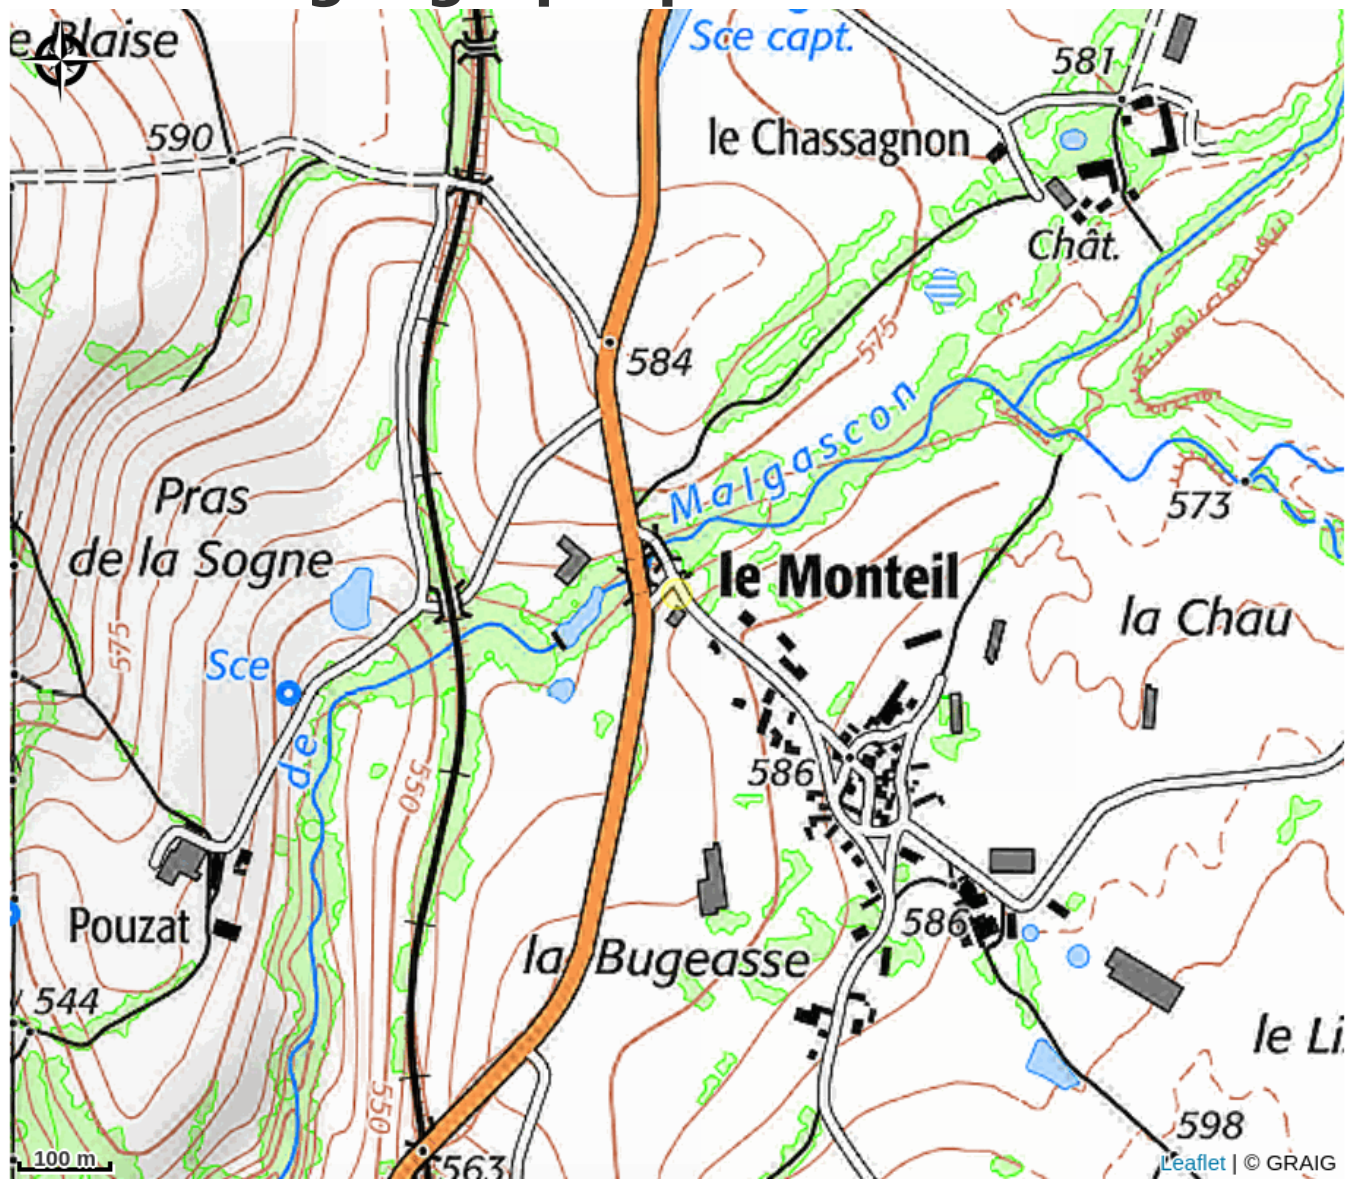 Blaise
Sce capt.
581
590
le Chassagnon
Chât.
584
575
Malgascon
Pras
de la Sogne
573
le Monteil
la Chau
575
Sce
de
550
586
Pouzat
586
la Bugeasse
544
le Li
550
598
563
100 m
Leaflet | © GRAIG